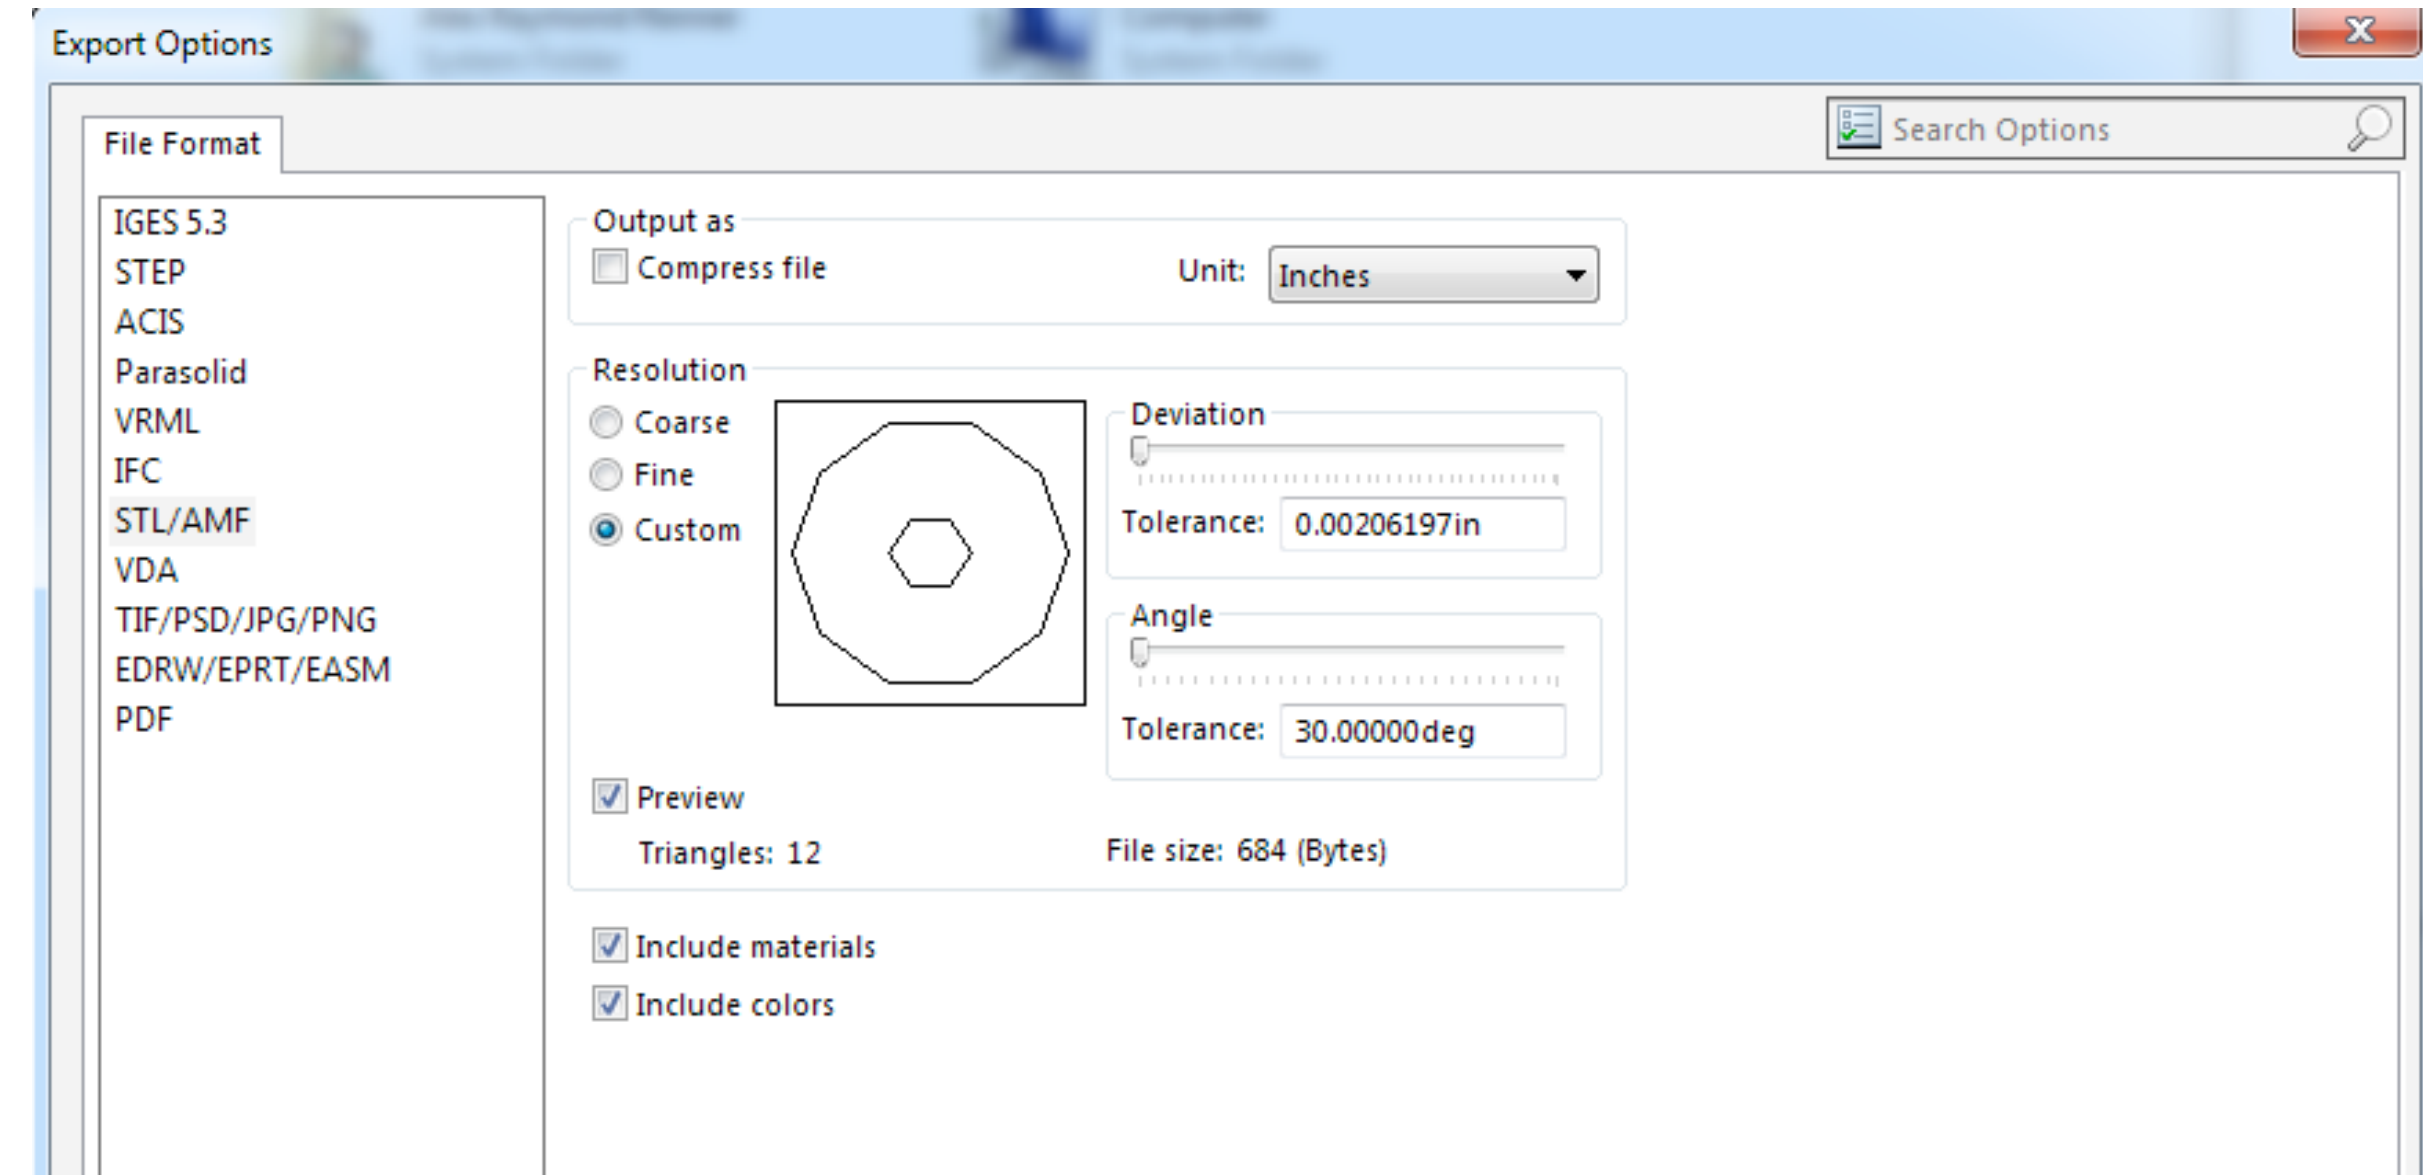 Export Options
Search Options
File Format
IGES 5.3
STEP
ACIS
Parasolid
VRML
IFC
STL/AMF
VDA
TIF/PSD/JPG/PNG
EDRW/EPRT/EASM
PDF
Output as
Compress file
Unit: Inches
Resolution
Coarse
Fine
Custom
Deviation
Tolerance: 0.00206197in
Angle
Tolerance: 30.00000deg
Preview
Triangles: 12
File size: 684 (Bytes)
Include materials
Include colors